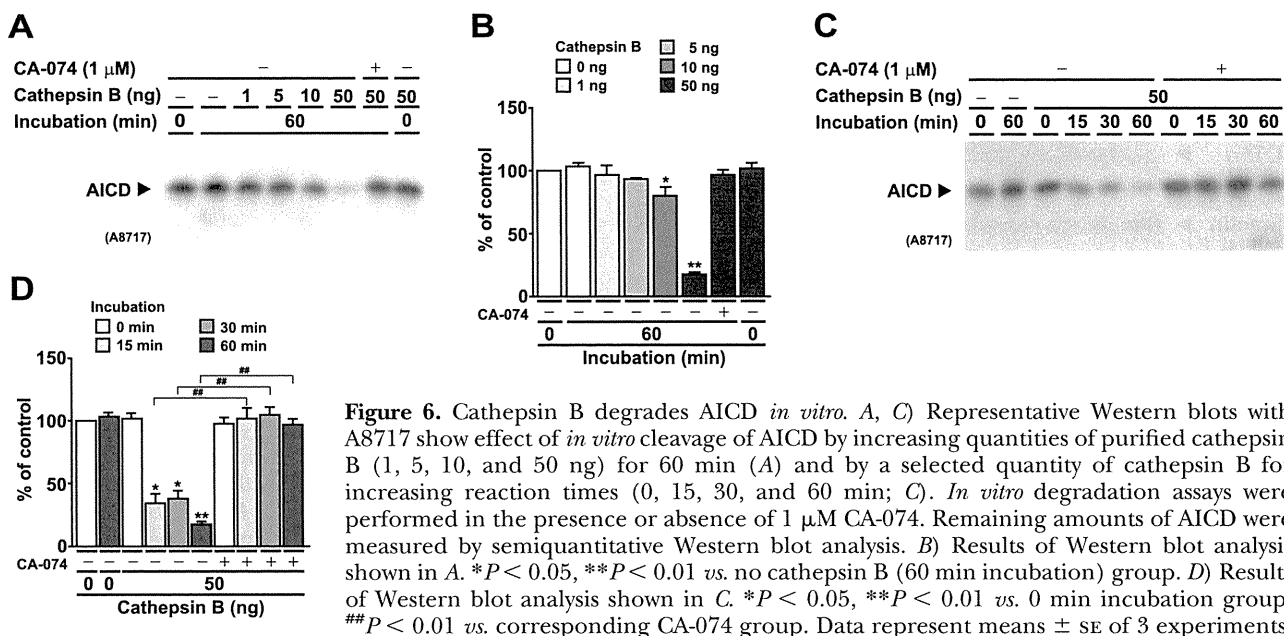 A
CA-074 (1 μM) – + –
Cathepsin B (ng) – – 1 5 10 50 50 50
Incubation (min) 0 60 0
AICD ►
(A8717)
B
Cathepsin B
0 ng
1 ng
5 ng
10 ng
50 ng
% of control
150
100
50
0
*
**
CA-074 – – – – – – + –
0 60 0
Incubation (min)
C
CA-074 (1 μM) – +
Cathepsin B (ng) – – 50
Incubation (min) 0 60 0 15 30 60 0 15 30 60
AICD ►
(A8717)
D
Incubation
0 min
15 min
30 min
60 min
% of control
150
100
50
0
* * **
## ## ##
CA-074 – – – – – – + + + +
0 0 50
Cathepsin B (ng)
Figure 6. Cathepsin B degrades AICD in vitro. A, C) Representative Western blots with
A8717 show effect of in vitro cleavage of AICD by increasing quantities of purified cathepsin
B (1, 5, 10, and 50 ng) for 60 min (A) and by a selected quantity of cathepsin B fo
increasing reaction times (0, 15, 30, and 60 min; C). In vitro degradation assays were
performed in the presence or absence of 1 μM CA-074. Remaining amounts of AICD were
measured by semiquantitative Western blot analysis. B) Results of Western blot analysi
shown in A. *P < 0.05, **P < 0.01 vs. no cathepsin B (60 min incubation) group. D) Result
of Western blot analysis shown in C. *P < 0.05, **P < 0.01 vs. 0 min incubation group
##P < 0.01 vs. corresponding CA-074 group. Data represent means ± SE of 3 experiments